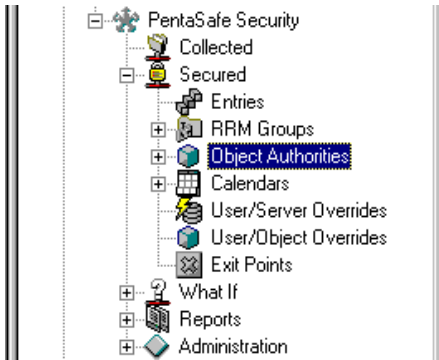 PentaSafe Security
Collected
Secured
Entries
RRM Groups
Object Authorities
Calendars
User/Server Overrides
User/Object Overrides
Exit Points
What If
Reports
Administration